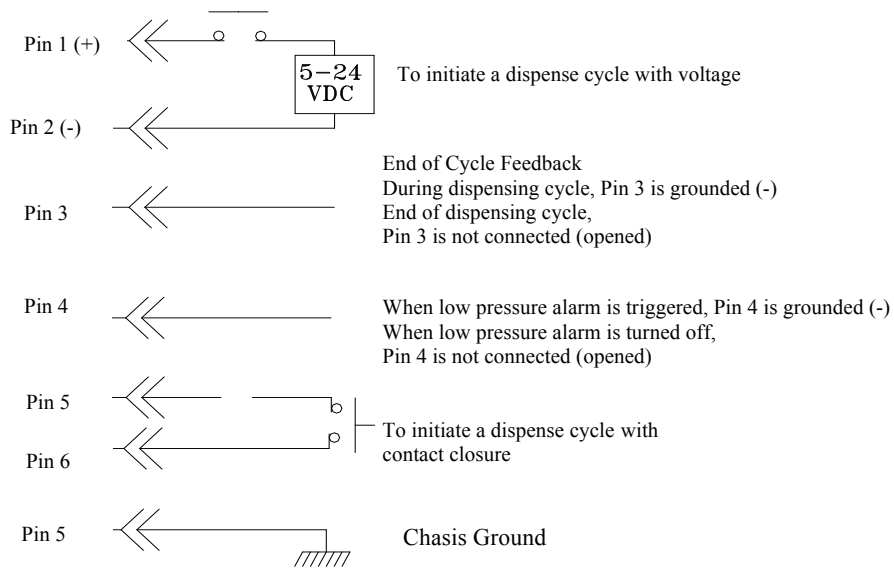 Pin 1 (+)
5-24
VDC
To initiate a dispense cycle with voltage
Pin 2 (-)
End of Cycle Feedback
During dispensing cycle, Pin 3 is grounded (-)
Pin 3
End of dispensing cycle,
Pin 3 is not connected (opened)
Pin 4
When low pressure alarm is triggered, Pin 4 is grounded (-)
When low pressure alarm is turned off,
Pin 4 is not connected (opened)
Pin 5
To initiate a dispense cycle with
contact closure
Pin 6
Pin 5
Chasis Ground